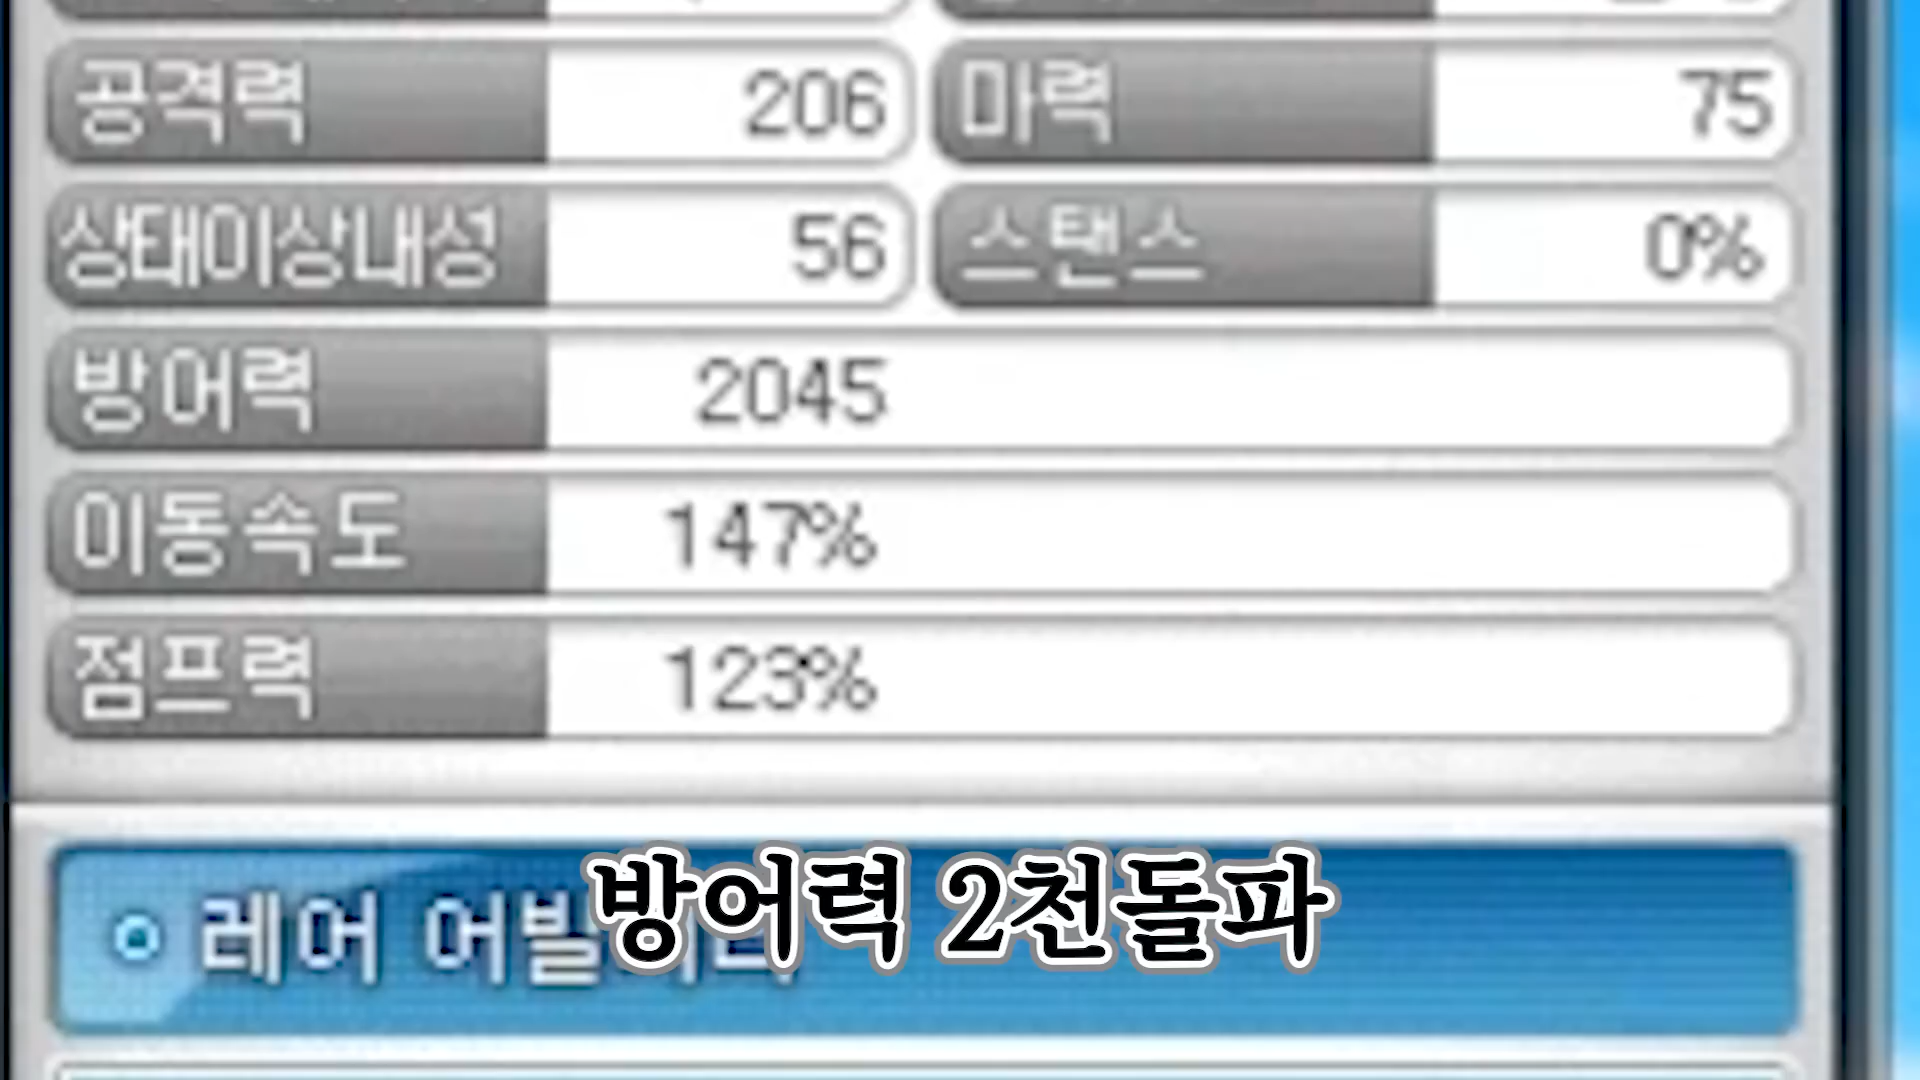 공격력 206 마력 75
상태이상내성 56 스탠스 0%
방어력 2045
이동속도 147%
점프력 123%
레어 어빌리티
방어력 2천돌파